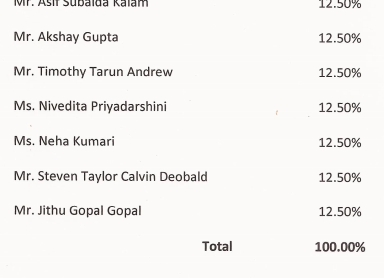 Mr. Asif Subaida Kalam 12.50%
Mr. Akshay Gupta 12.50%
Mr. Timothy Tarun Andrew 12.50%
Ms. Nivedita Priyadarshini 12.50%
Ms. Neha Kumari 12.50%
Mr. Steven Taylor Calvin Deobald 12.50%
Mr. Jithu Gopal Gopal 12.50%
Total 100.00%